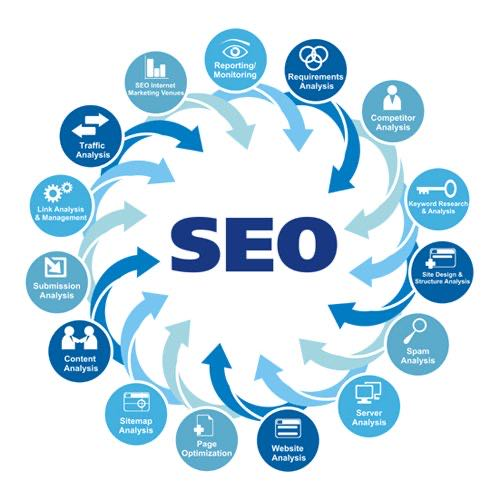 Reporting/
Monitoring
Requirements
Analysis
Competitor
Analysis
Keyword Research
& Analysis
Site Design &
Structure Analysis
Spam
Analysis
Server
Analysis
Website
Analysis
Page
Optimization
Sitemap
Analysis
Content
Analysis
Submission
Analysis
Link Analysis
& Management
Traffic
Analysis
SEO Internet
Marketing Venues
SEO